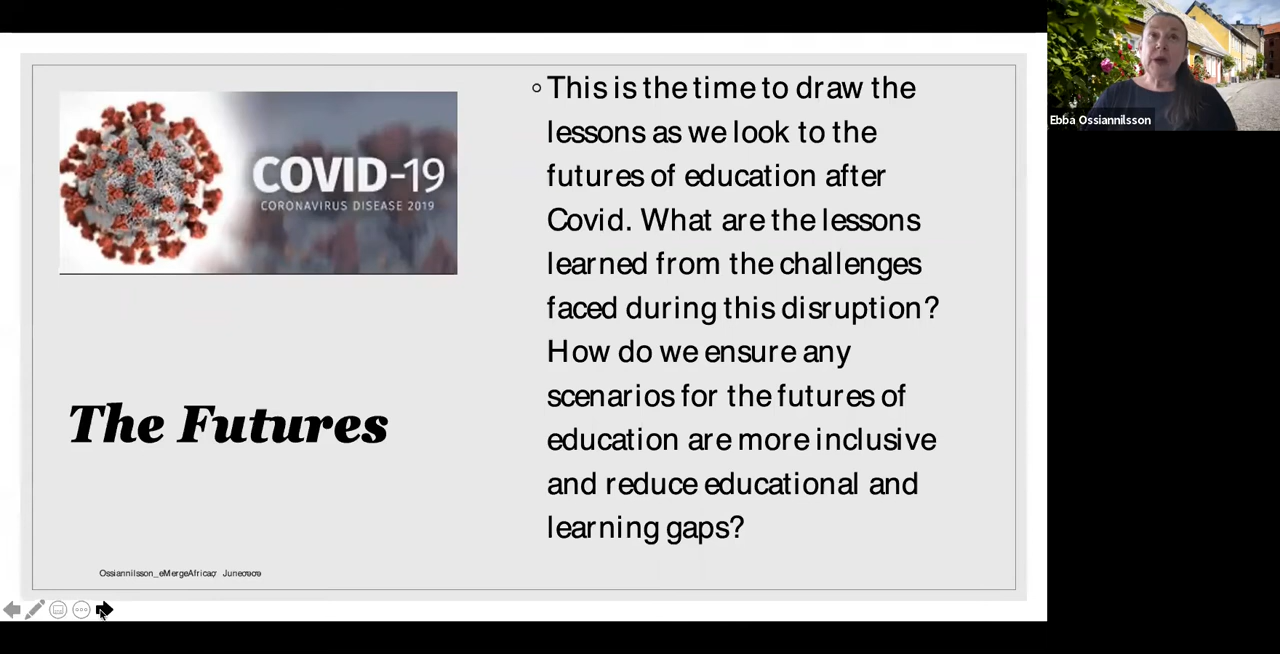 COVID-19
CORONAVIRUS DISEASE 2019
The Futures
This is the time to draw the
lessons as we look to the
futures of education after
Covid. What are the lessons
learned from the challenges
faced during this disruption?
How do we ensure any
scenarios for the futures of
education are more inclusive
and reduce educational and
learning gaps?
Ossiannilsson_eMergeAfrica
Ebba Ossiannilsson